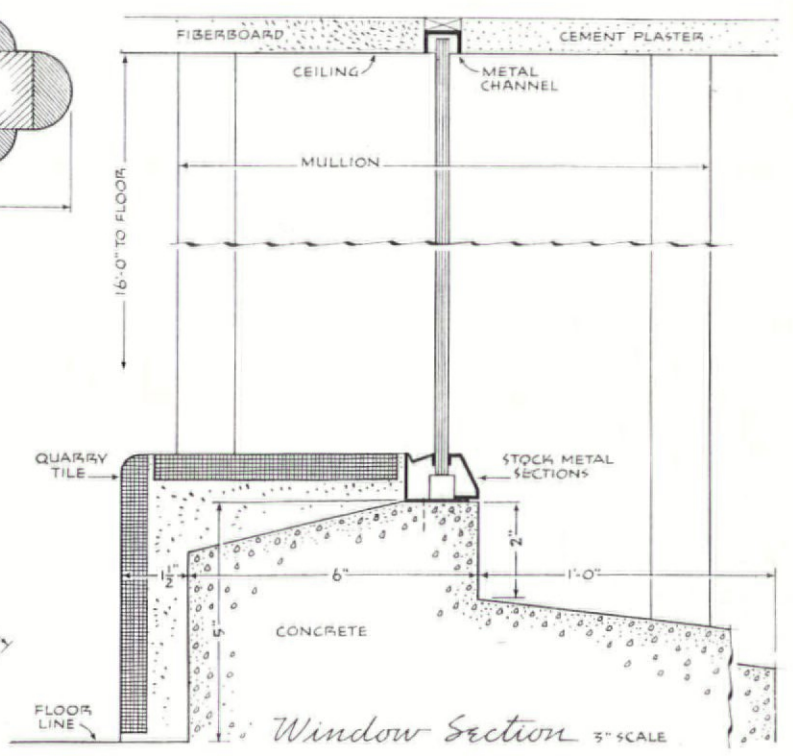 FIBERBOARD
CEMENT PLASTER
CEILING
METAL
CHANNEL
MULLION
16'-0" TO FLOOR
QUARRY
TILE
STOCK METAL
SECTIONS
2"
1½"
6"
1'-0"
5"
CONCRETE
FLOOR
LINE
Window Section 3" SCALE